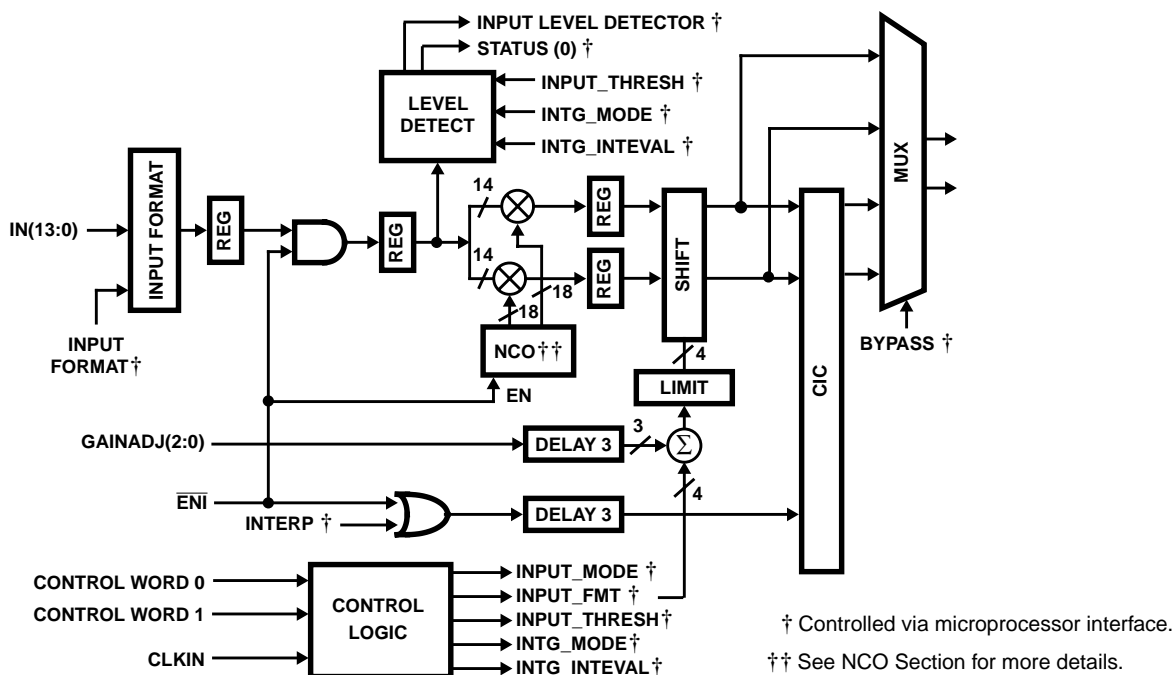 INPUT LEVEL DETECTOR †
STATUS (0) †
LEVEL
DETECT
INPUT_THRESH †
INTG_MODE †
INTG_INTEVAL †
IN(13:0)
INPUT FORMAT
REG
REG
14
14
18
18
REG
REG
SHIFT
MUX
INPUT
FORMAT†
NCO††
EN
4
LIMIT
BYPASS †
CIC
GAINADJ(2:0)
DELAY 3
3
Σ
4
ENI
INTERP †
DELAY 3
CONTROL WORD 0
CONTROL WORD 1
CLKIN
CONTROL
LOGIC
INPUT_MODE †
INPUT_FMT †
INPUT_THRESH†
INTG_MODE†
INTG_INTEVAL†
† Controlled via microprocessor interface.
†† See NCO Section for more details.